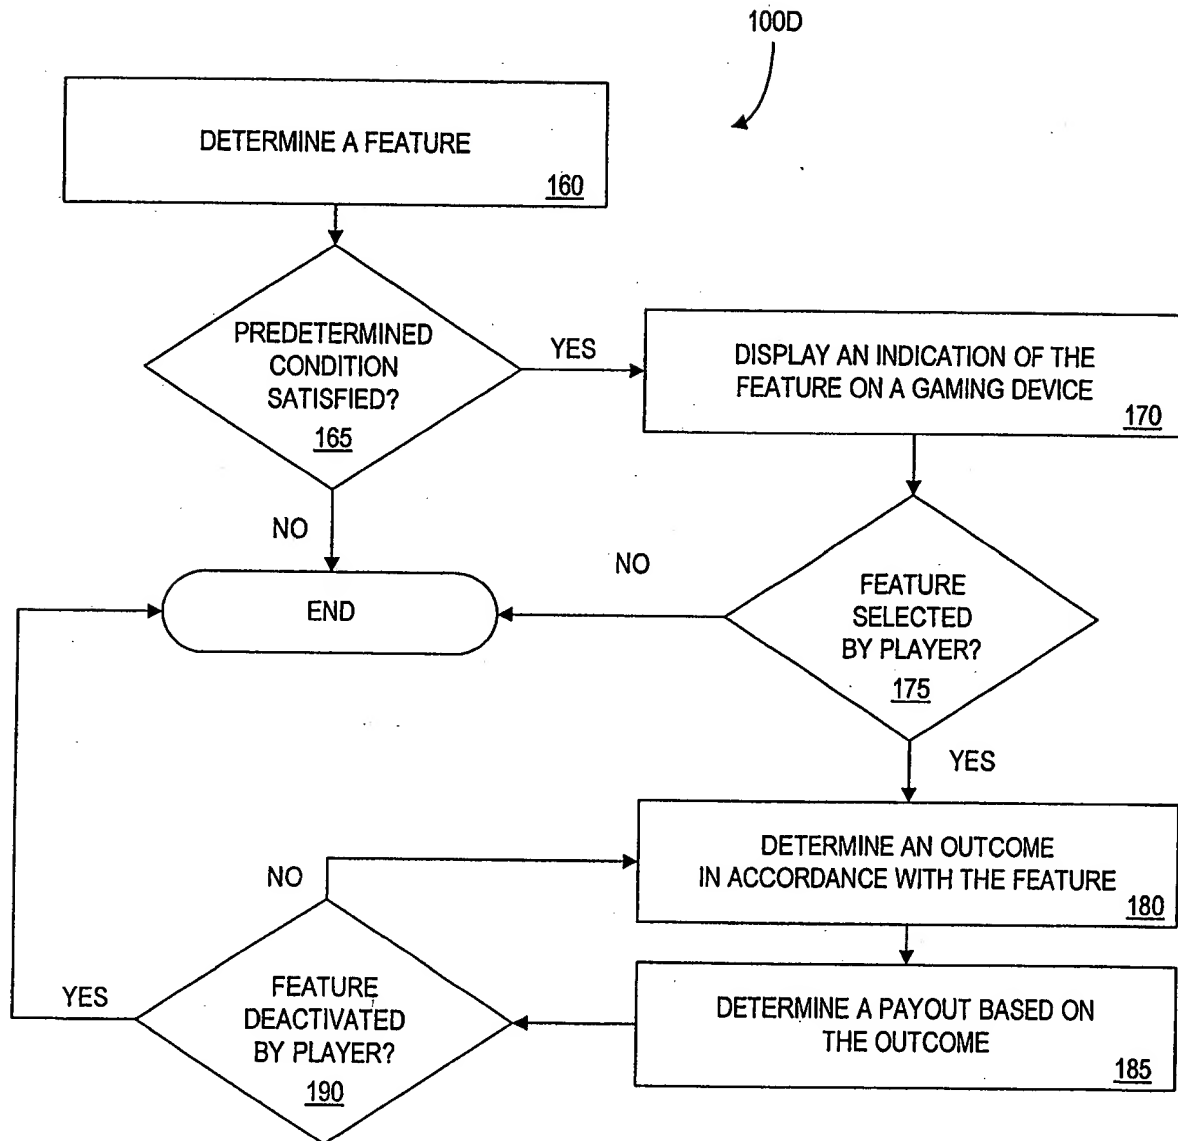 100D
DETERMINE A FEATURE
160
PREDETERMINED
CONDITION
SATISFIED?
165
YES
DISPLAY AN INDICATION OF THE
FEATURE ON A GAMING DEVICE
170
NO
END
NO
FEATURE
SELECTED
BY PLAYER?
175
YES
DETERMINE AN OUTCOME
IN ACCORDANCE WITH THE FEATURE
180
DETERMINE A PAYOUT BASED ON
THE OUTCOME
185
FEATURE
DEACTIVATED
BY PLAYER?
190
NO
YES